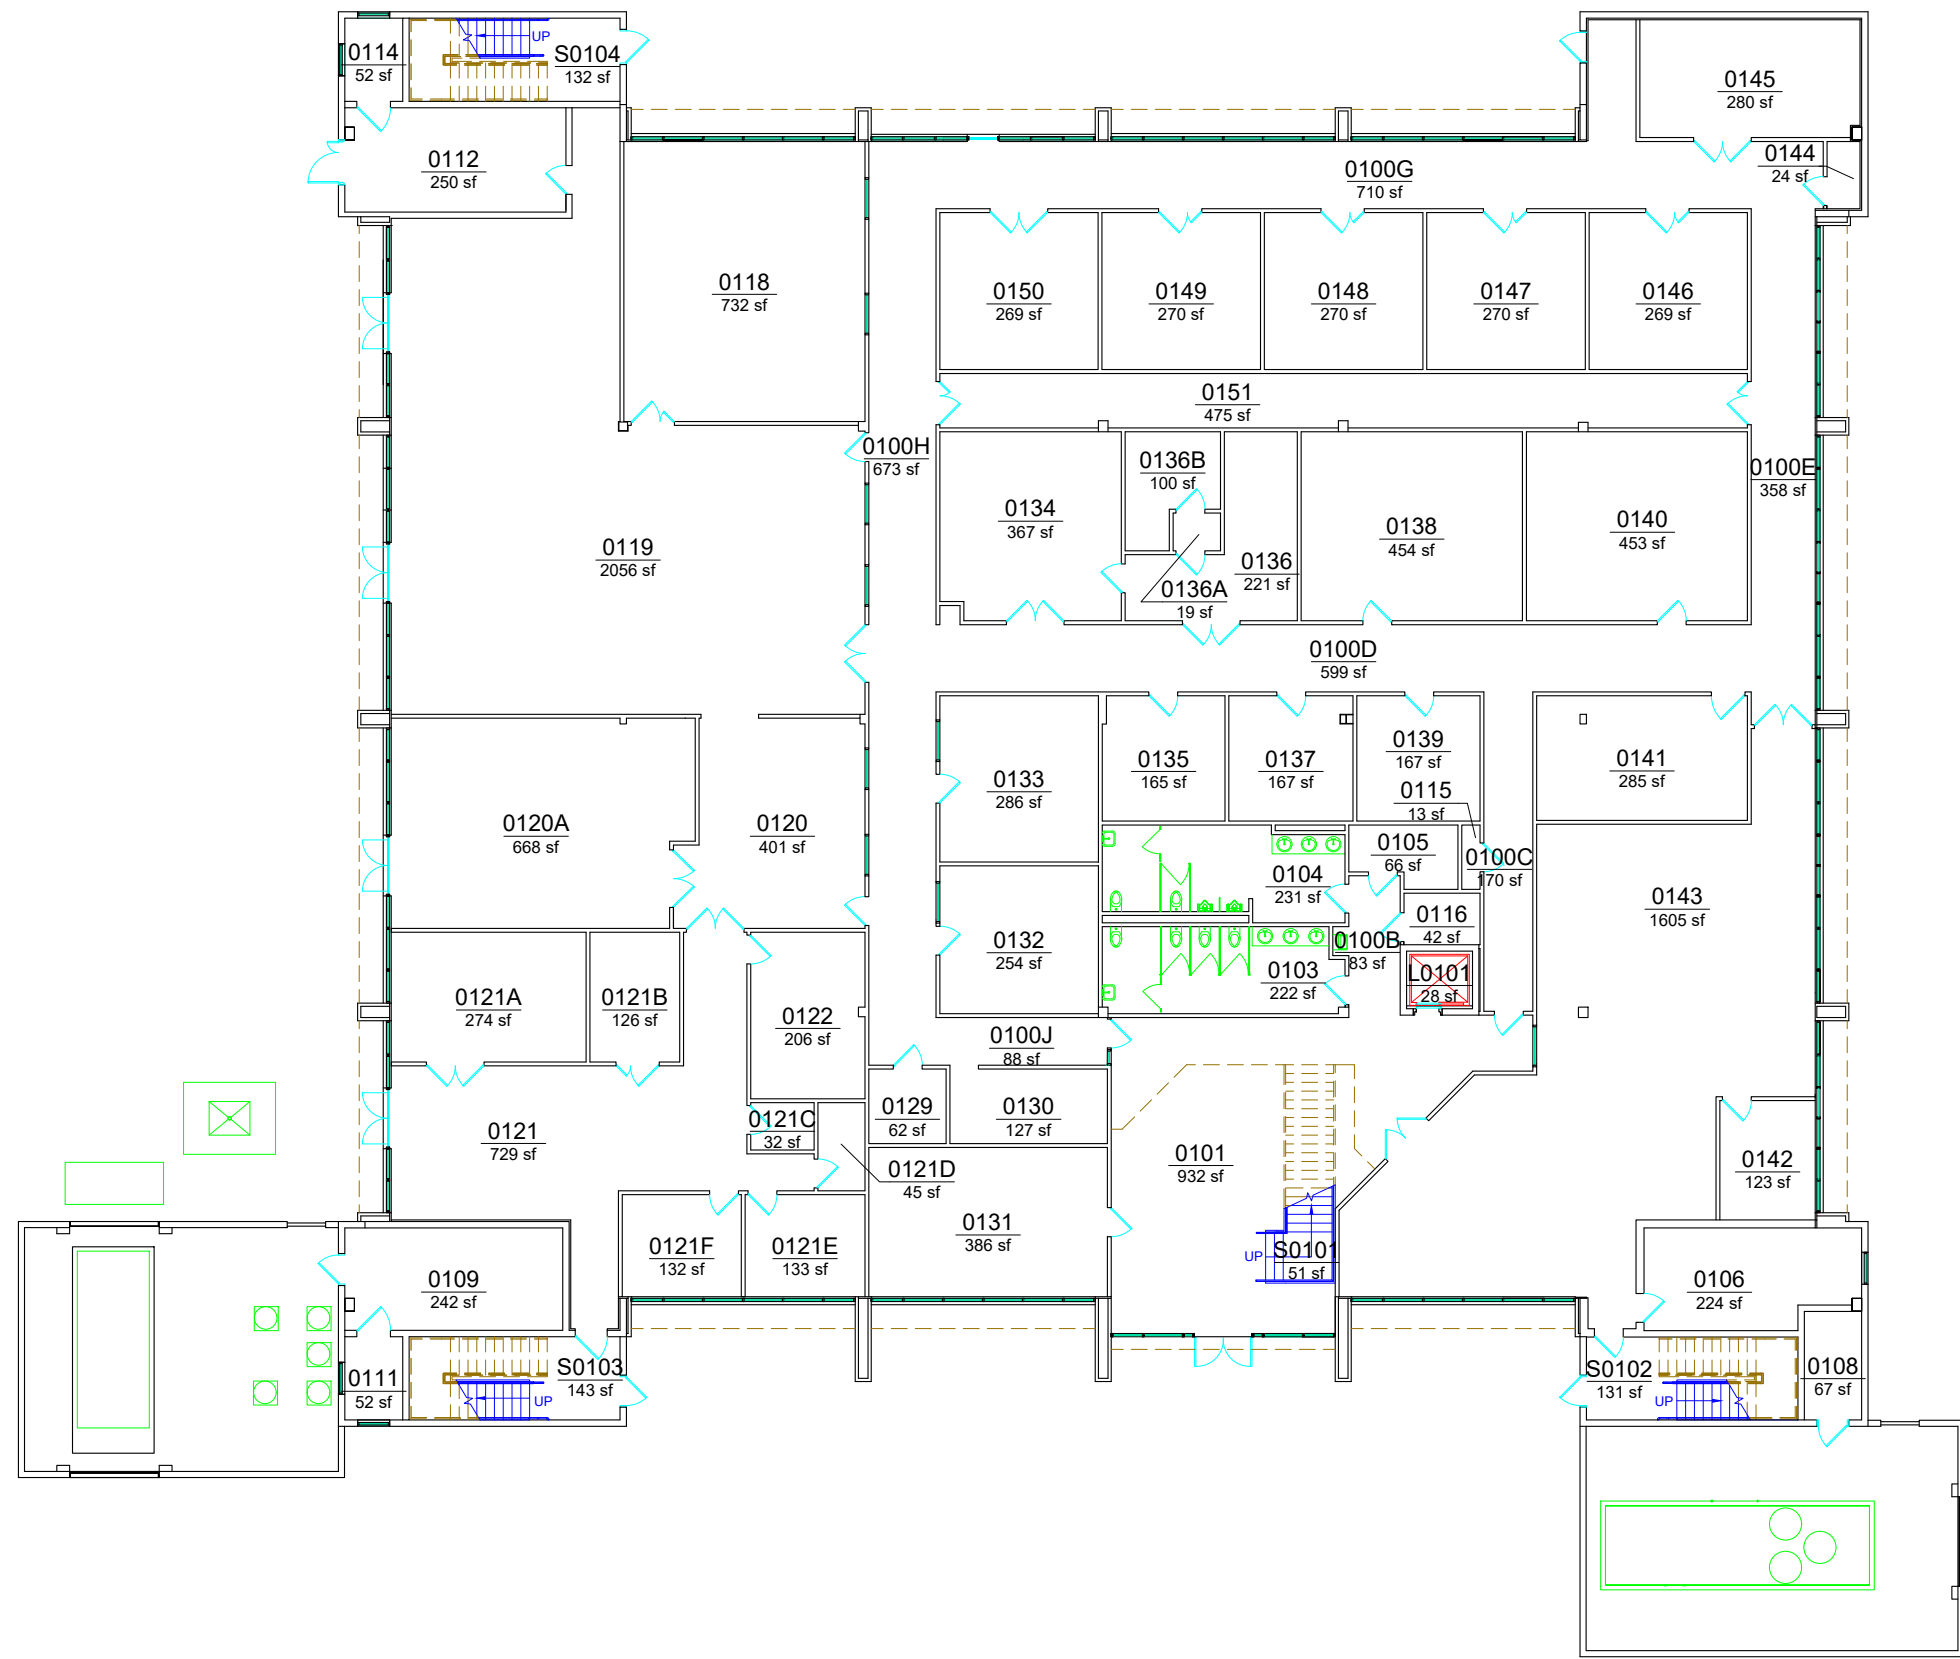 0114
52 sf
UP
S0104
132 sf
0145
280 sf
0112
250 sf
0144
24 sf
0100G
710 sf
0118
732 sf
0150
269 sf
0149
270 sf
0148
270 sf
0147
270 sf
0146
269 sf
0151
475 sf
0100H
673 sf
0136B
100 sf
0100E
358 sf
0134
367 sf
0138
454 sf
0140
453 sf
0119
2056 sf
0136
221 sf
0136A
19 sf
0100D
599 sf
0133
286 sf
0135
165 sf
0137
167 sf
0139
167 sf
0141
285 sf
0115
13 sf
0120A
668 sf
0120
401 sf
0105
66 sf
0100C
170 sf
0104
231 sf
0143
1605 sf
0116
42 sf
0132
254 sf
0100B
83 sf
0103
222 sf
L0101
28 sf
0121A
274 sf
0121B
126 sf
0122
206 sf
0100J
88 sf
0129
62 sf
0130
127 sf
0121C
32 sf
0121
729 sf
0121D
45 sf
0101
932 sf
0142
123 sf
0131
386 sf
0121F
132 sf
0121E
133 sf
UP
S0101
51 sf
0109
242 sf
0106
224 sf
0111
52 sf
S0103
143 sf
UP
S0102
131 sf
UP
0108
67 sf